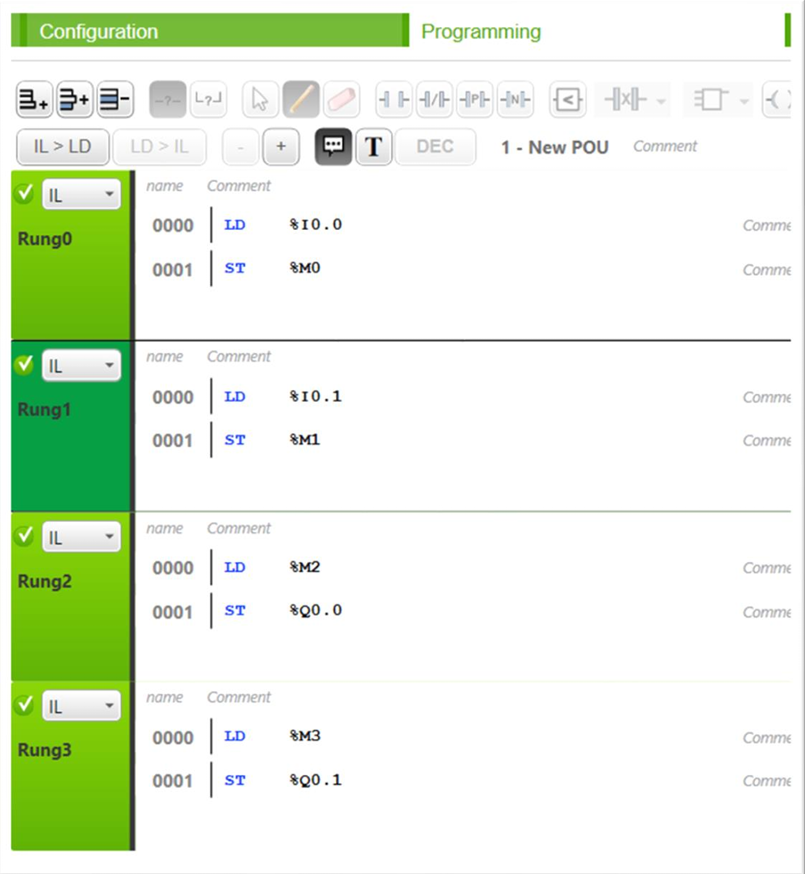 Configuration Programming
IL > LD LD > IL - + T DEC 1 - New POU Comment
IL name Comment
Rung0
0000 LD %I0.0 Comme
0001 ST %M0 Comme
IL name Comment
Rung1
0000 LD %I0.1 Comme
0001 ST %M1 Comme
IL name Comment
Rung2
0000 LD %M2 Comme
0001 ST %Q0.0 Comme
IL name Comment
Rung3
0000 LD %M3 Comme
0001 ST %Q0.1 Comme